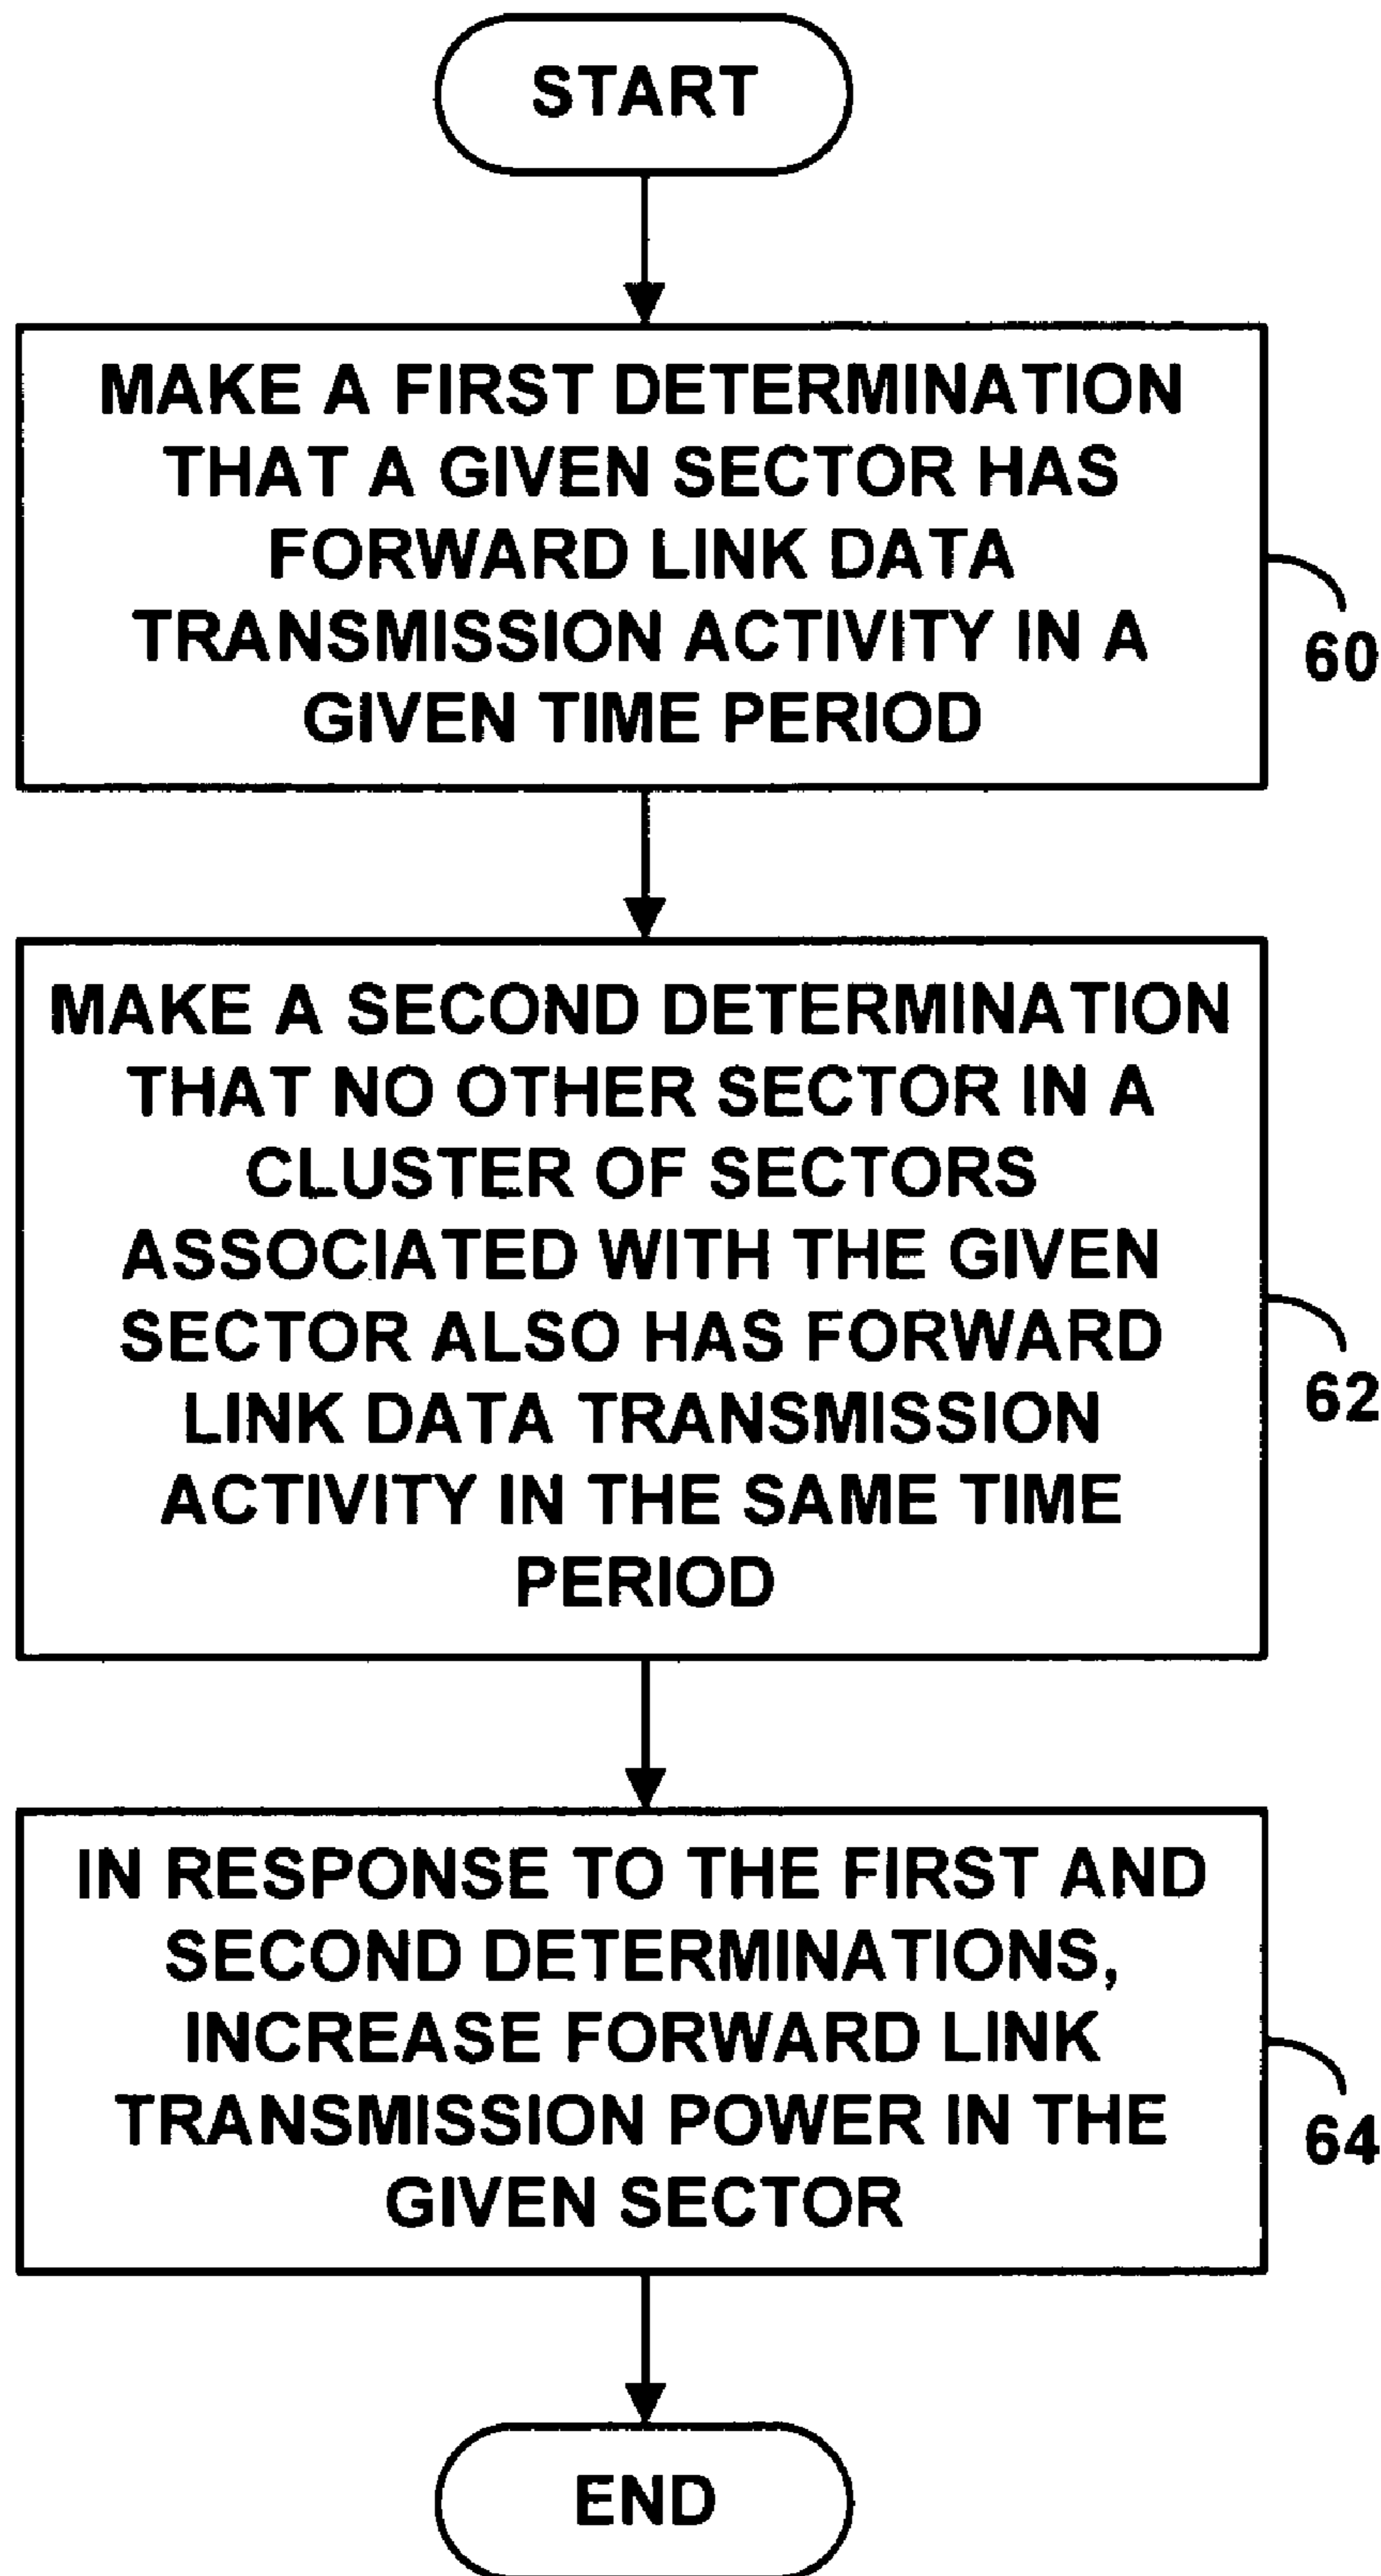 START
MAKE A FIRST DETERMINATION
THAT A GIVEN SECTOR HAS
FORWARD LINK DATA
TRANSMISSION ACTIVITY IN A
GIVEN TIME PERIOD
60
MAKE A SECOND DETERMINATION
THAT NO OTHER SECTOR IN A
CLUSTER OF SECTORS
ASSOCIATED WITH THE GIVEN
SECTOR ALSO HAS FORWARD
LINK DATA TRANSMISSION
ACTIVITY IN THE SAME TIME
PERIOD
62
IN RESPONSE TO THE FIRST AND
SECOND DETERMINATIONS,
INCREASE FORWARD LINK
TRANSMISSION POWER IN THE
GIVEN SECTOR
64
END